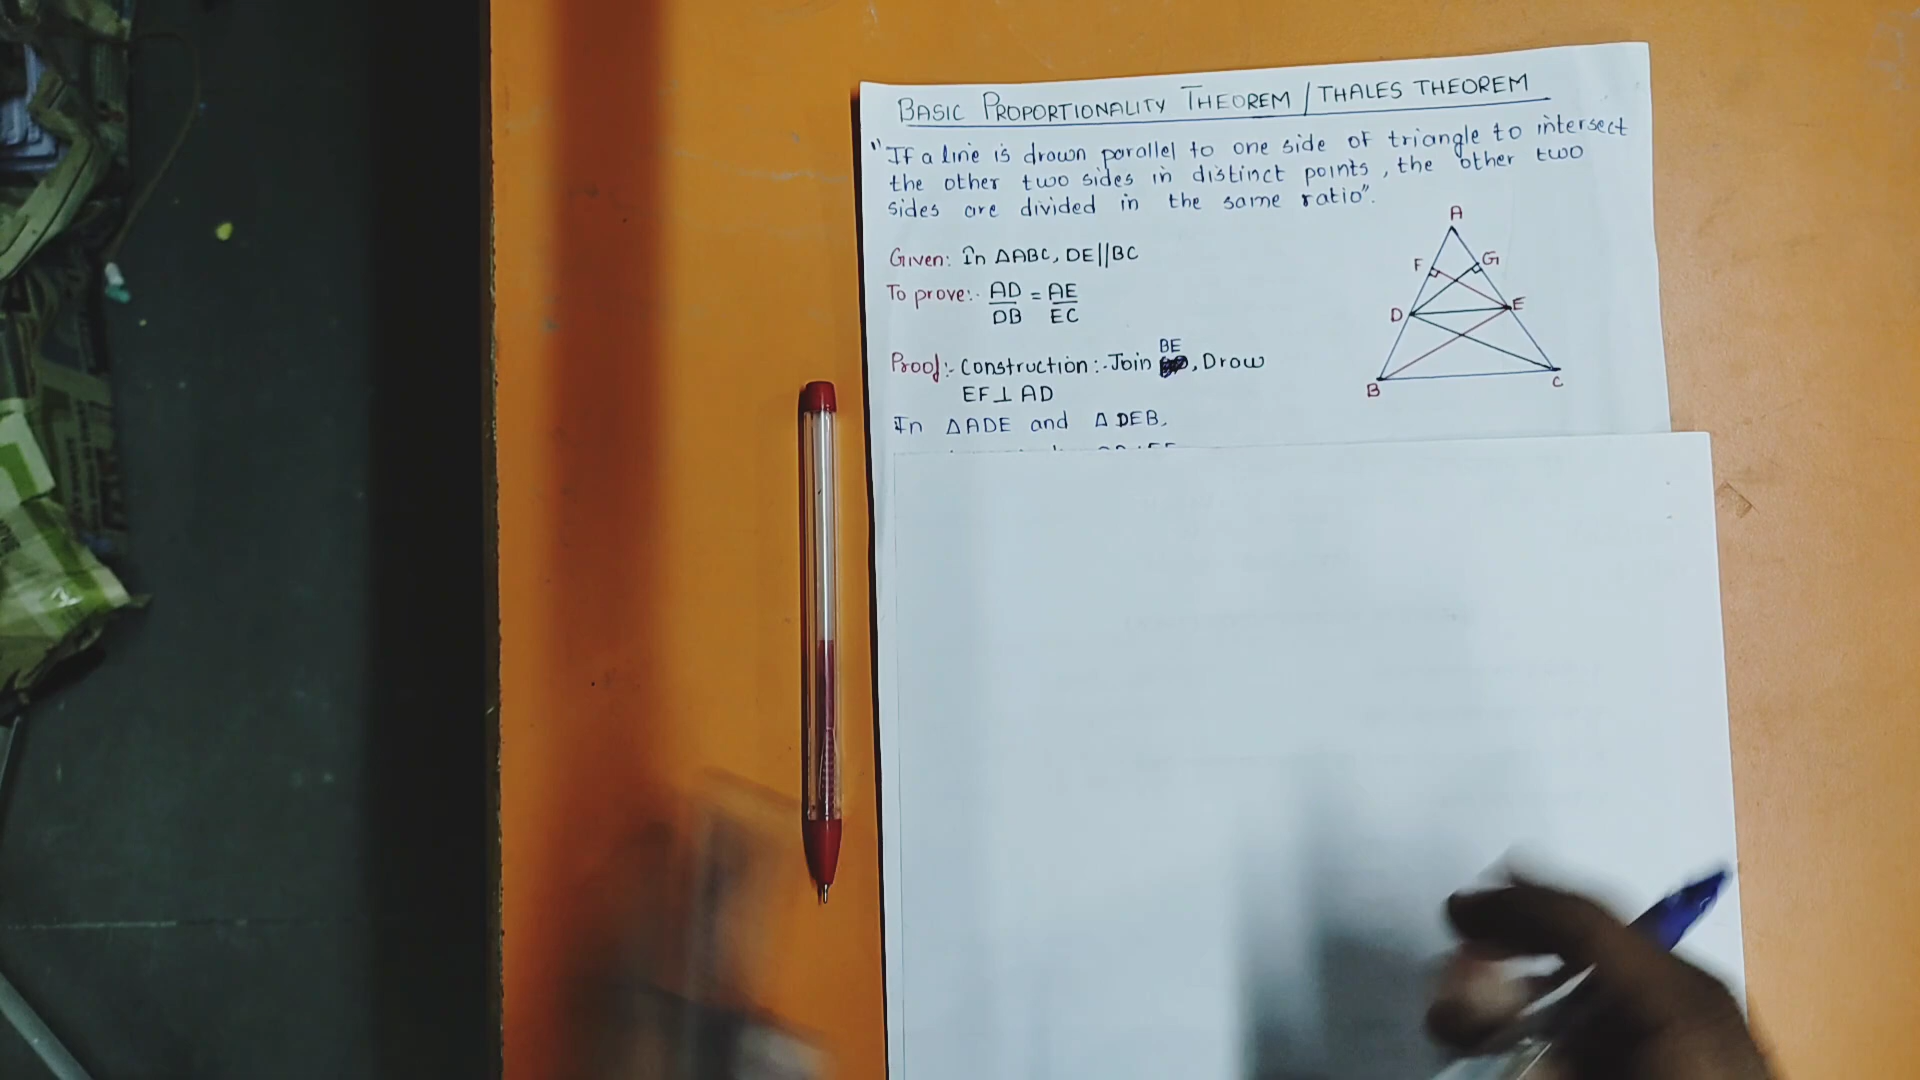 BASIC PROPORTIONALITY THEOREM / THALES THEOREM
"If a line is drawn parallel to one side of triangle to intersect
the other two sides in distinct points, the other two
sides are divided in the same ratio".
Given: In ΔABC, DE||BC
To prove:- AD/DB = AE/EC
Proof:- Construction:- Join BE, Draw
EF⊥AD
In ΔADE and ΔDEB,
A
F
G
D
E
B
C